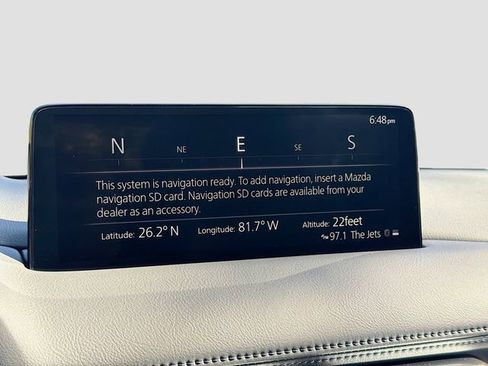 6:48pm
N NE E SE S
This system is navigation ready. To add navigation, insert a Mazda
navigation SD card. Navigation SD cards are available from your
dealer as an accessory.
Latitude: 26.2° N Longitude: 81.7° W Altitude: 22feet
97.1 The Jets